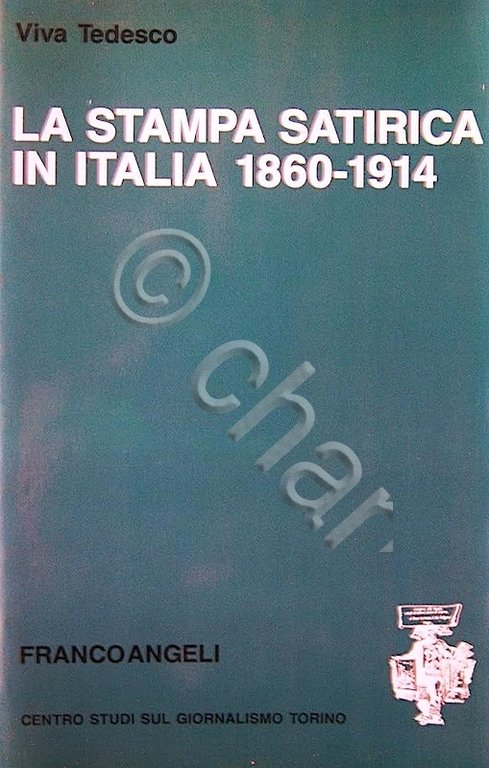 Viva Tedesco
LA STAMPA SATIRICA
IN ITALIA 1860-1914
© char
FRANCOANGELI
CENTRO STUDI SUL GIORNALISMO TORINO